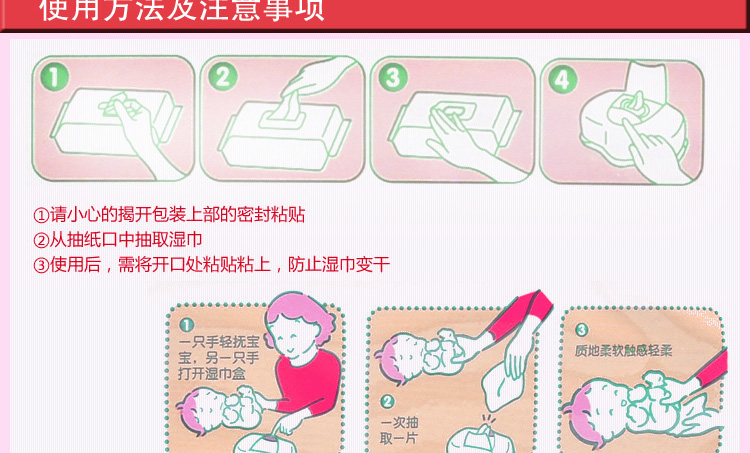 使用方法及注意事项
1
2
3
4
①请小心的揭开包装上部的密封粘贴
②从抽纸口中抽取湿巾
③使用后，需将开口处粘贴粘上，防止湿巾变干
1
一只手轻抚宝
宝，另一只手
打开湿巾盒
2
一次抽
取一片
3
质地柔软触感轻柔